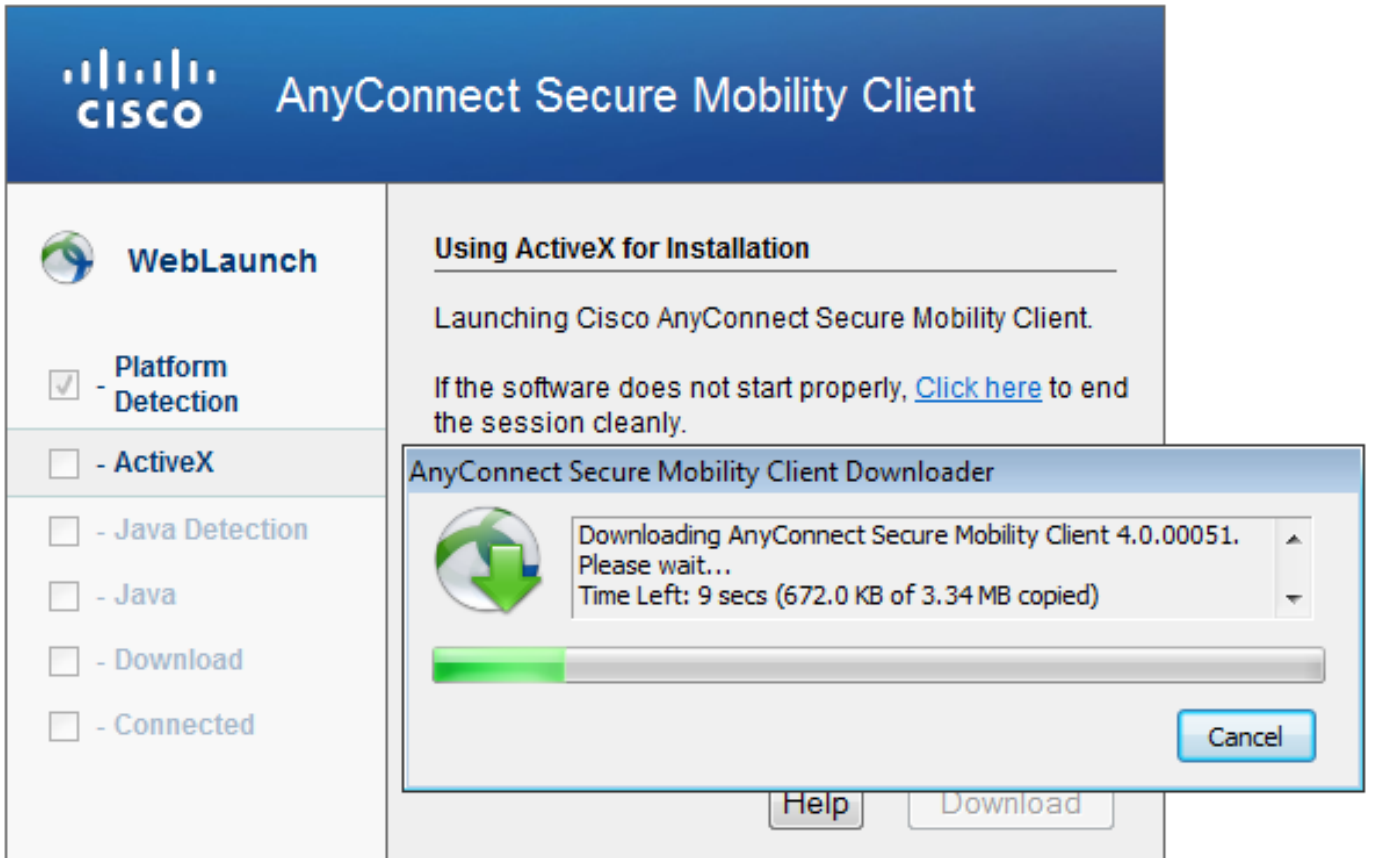 CISCO
AnyConnect Secure Mobility Client
WebLaunch
- Platform
Detection
- ActiveX
- Java Detection
- Java
- Download
- Connected
Using ActiveX for Installation
Launching Cisco AnyConnect Secure Mobility Client.
If the software does not start properly, Click here to end
the session cleanly.
AnyConnect Secure Mobility Client Downloader
Downloading AnyConnect Secure Mobility Client 4.0.00051.
Please wait...
Time Left: 9 secs (672.0 KB of 3.34 MB copied)
Cancel
Help
Download